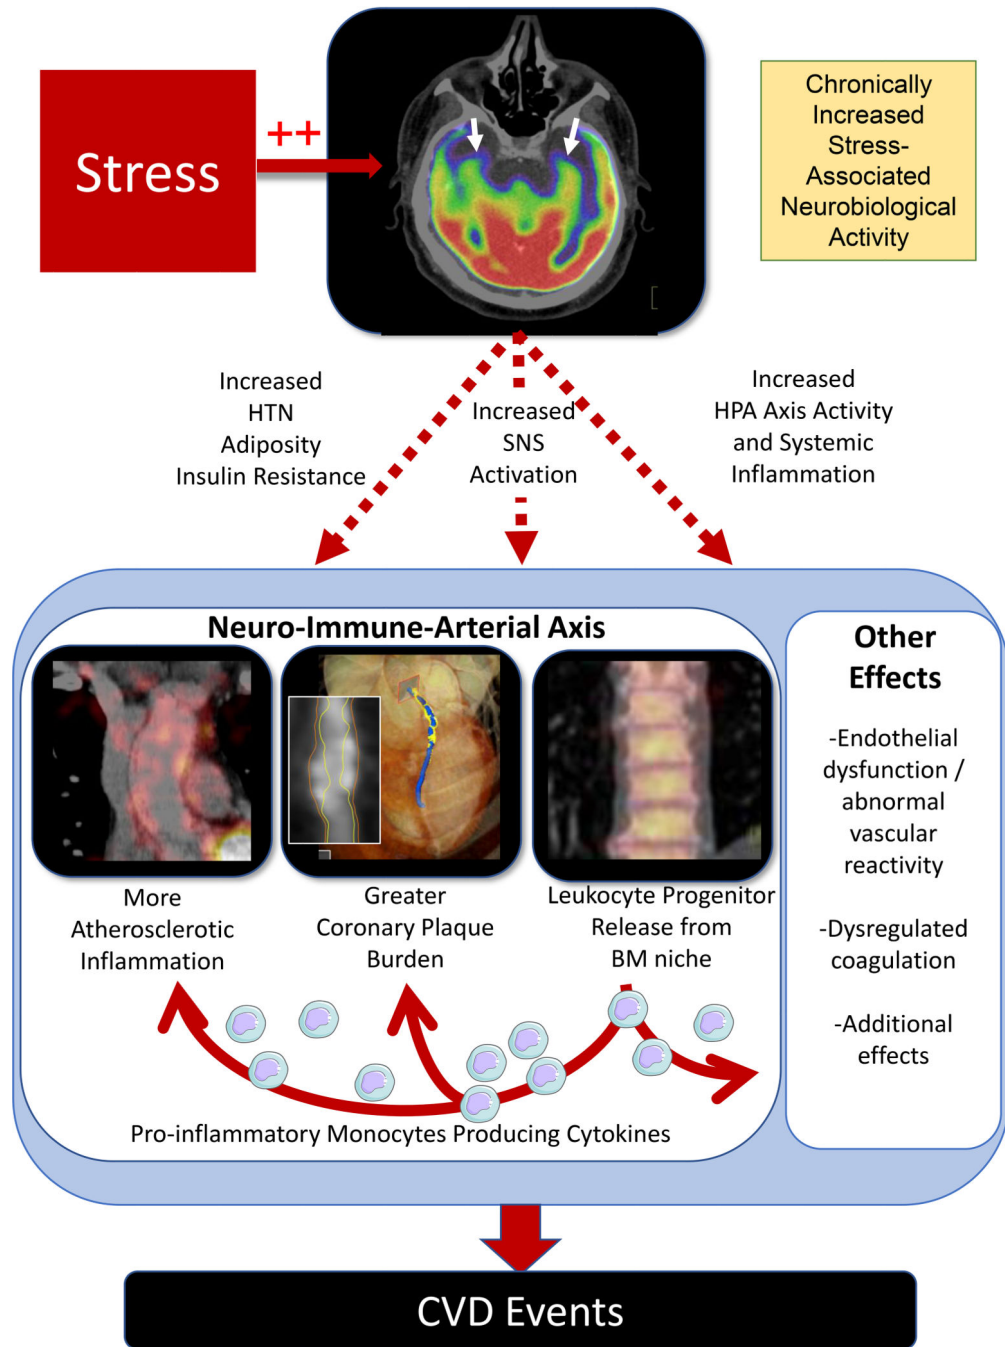 Stress
++
Chronically
Increased
Stress-
Associated
Neurobiological
Activity
Increased
HTN
Adiposity
Insulin Resistance
Increased
SNS
Activation
Increased
HPA Axis Activity
and Systemic
Inflammation
Neuro-Immune-Arterial Axis
More
Atherosclerotic
Inflammation
Greater
Coronary Plaque
Burden
Leukocyte Progenitor
Release from
BM niche
Pro-inflammatory Monocytes Producing Cytokines
Other
Effects
-Endothelial
dysfunction /
abnormal
vascular
reactivity
-Dysregulated
coagulation
-Additional
effects
CVD Events